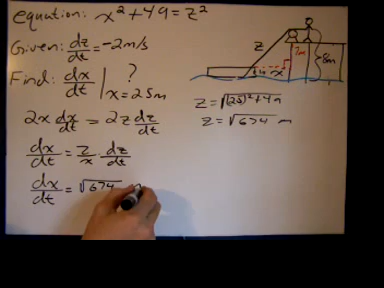 equation: x² + 49 = z²
Given: dz/dt = -2m/s
Find: dx/dt | x = 25m ?
2x dx/dt = 2z dz/dt
dx/dt = z/x · dz/dt
dx/dt = √674
z
7m
8m
1m
x
z = √(25)² + 49
z = √674 m